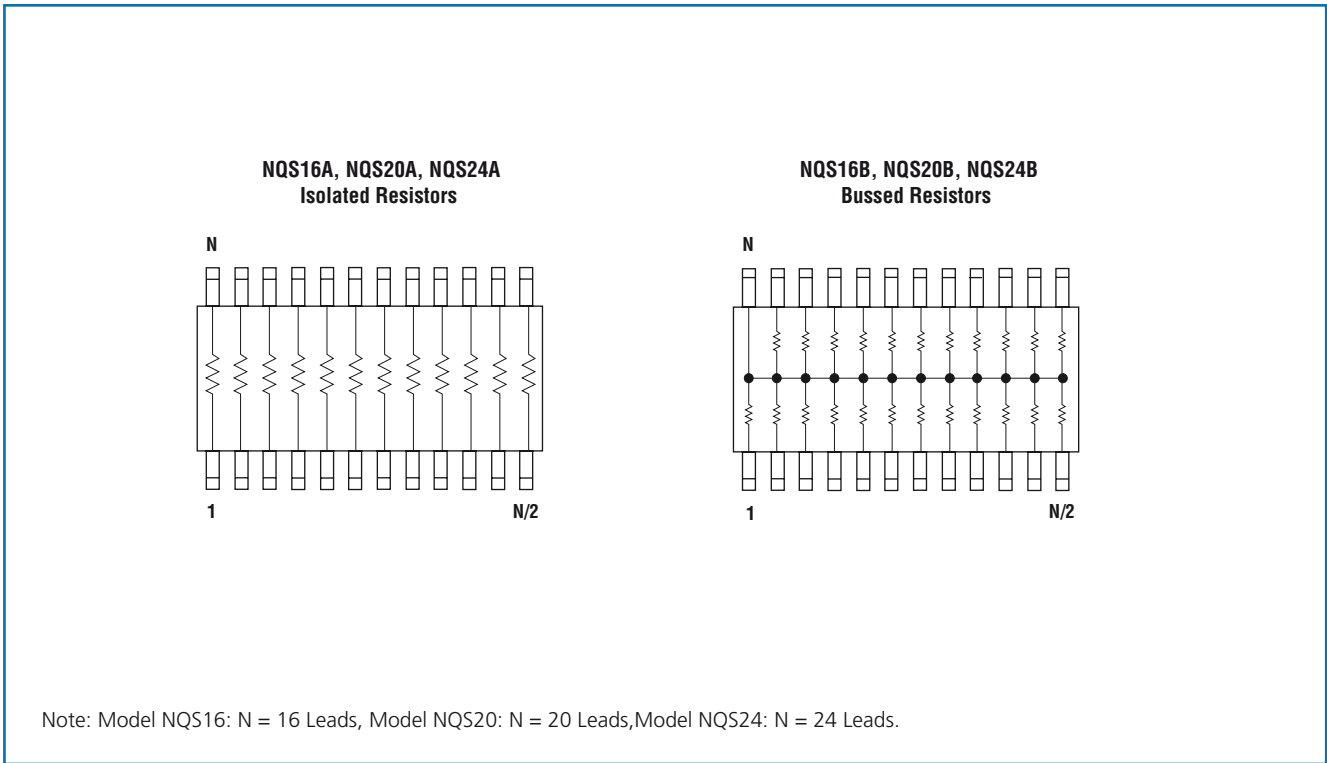 NQS16A, NQS20A, NQS24A
Isolated Resistors
N
1
N/2
NQS16B, NQS20B, NQS24B
Bussed Resistors
N
1
N/2
Note: Model NQS16: N = 16 Leads, Model NQS20: N = 20 Leads,Model NQS24: N = 24 Leads.